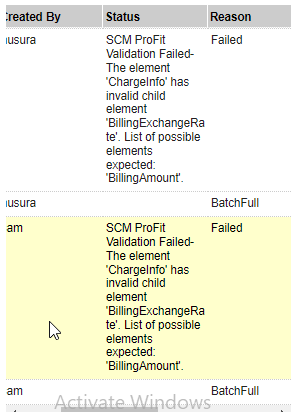 Created By Status Reason
usura SCM ProFit Failed
Validation Failed-
The element
'ChargeInfo' has
invalid child
element
'BillingExchangeRa
te'. List of possible
elements
expected:
'BillingAmount'.
usura BatchFull
am SCM ProFit Failed
Validation Failed-
The element
'ChargeInfo' has
invalid child
element
'BillingExchangeRa
te'. List of possible
elements
expected:
'BillingAmount'.
am BatchFull
Activate Windows